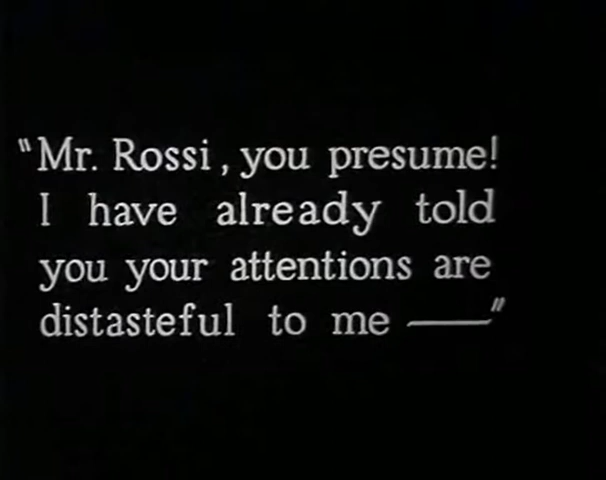 "Mr. Rossi, you presume!
I have already told
you your attentions are
distasteful to me ——"